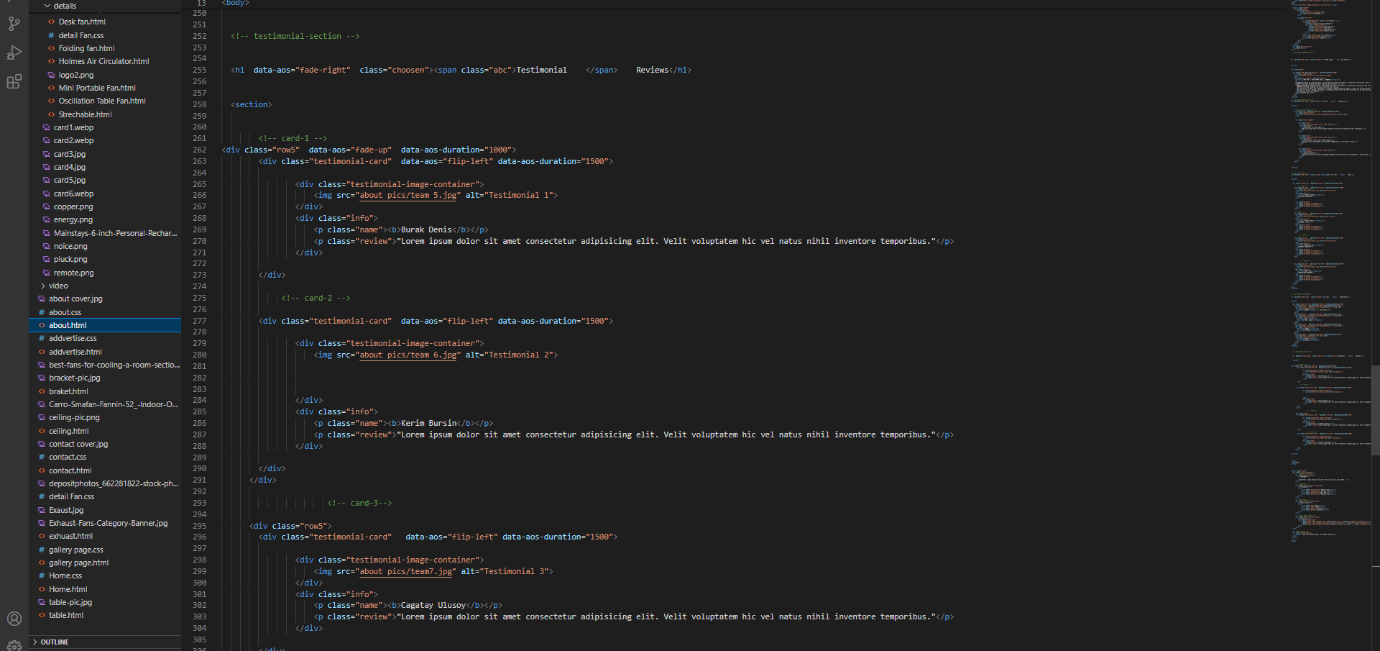 details
Desk fan.html
# detail Fan.css
Folding fan.html
Holmes Air Circulator.html
logo2.png
Mini Portable Fan.html
Oscillation Table Fan.html
Strechable.html
card1.webp
card2.webp
card3.jpg
card4.jpg
card5.jpg
card6.webp
copper.png
energy.png
Mainstays-6-inch-Personal-Rechar...
noice.png
pluck.png
remote.png
video
about cover.jpg
# about.css
about.html
# addvertise.css
addvertise.html
best-fans-for-cooling-a-room-sectio...
bracket-pic.jpg
braket.html
Carro-Smafan-Fannin-52_-Indoor-O...
ceiling-pic.png
ceiling.html
contact cover.jpg
# contact.css
contact.html
depositphotos_662281822-stock-ph...
# detail Fan.css
Exaust.jpg
Exhaust-Fans-Category-Banner.jpg
exhuast.html
# gallery page.css
gallery page.html
# Home.css
Home.html
table-pic.jpg
table.html
OUTLINE
13 <body>
250
251
252 <!-- testimonial-section -->
253
254
255 <h1  data-aos="fade-right"  class="choosen"><span class="abc">Testimonial    </span>    Reviews</h1>
256
257
258 <section>
259
260
261 <!-- card-1 -->
262 <div class="row5"  data-aos="fade-up"  data-aos-duration="1000">
263 <div class="testimonial-card"  data-aos="flip-left" data-aos-duration="1500">
264
265 <div class="testimonial-image-container">
266 <img src="about pics/team 5.jpg" alt="Testimonial 1">
267 </div>
268 <div class="info">
269 <p class="name"><b>Burak Denis</b></p>
270 <p class="review">"Lorem ipsum dolor sit amet consectetur adipisicing elit. Velit voluptatem hic vel natus nihil inventore temporibus."</p>
271 </div>
272
273 </div>
274
275 <!-- card-2 -->
276
277 <div class="testimonial-card"  data-aos="flip-left" data-aos-duration="1500">
278
279 <div class="testimonial-image-container">
280 <img src="about pics/team 6.jpg" alt="Testimonial 2">
281
282
283
284 </div>
285 <div class="info">
286 <p class="name"><b>Kerim Bursin</b></p>
287 <p class="review">"Lorem ipsum dolor sit amet consectetur adipisicing elit. Velit voluptatem hic vel natus nihil inventore temporibus."</p>
288 </div>
289
290 </div>
291 </div>
292
293 <!-- card-3-->
294
295 <div class="row5">
296 <div class="testimonial-card"   data-aos="flip-left" data-aos-duration="1500">
297
298 <div class="testimonial-image-container">
299 <img src="about pics/team7.jpg" alt="Testimonial 3">
300 </div>
301 <div class="info">
302 <p class="name"><b>Cagatay Ulusoy</b></p>
303 <p class="review">"Lorem ipsum dolor sit amet consectetur adipisicing elit. Velit voluptatem hic vel natus nihil inventore temporibus."</p>
304 </div>
305
306 </div>